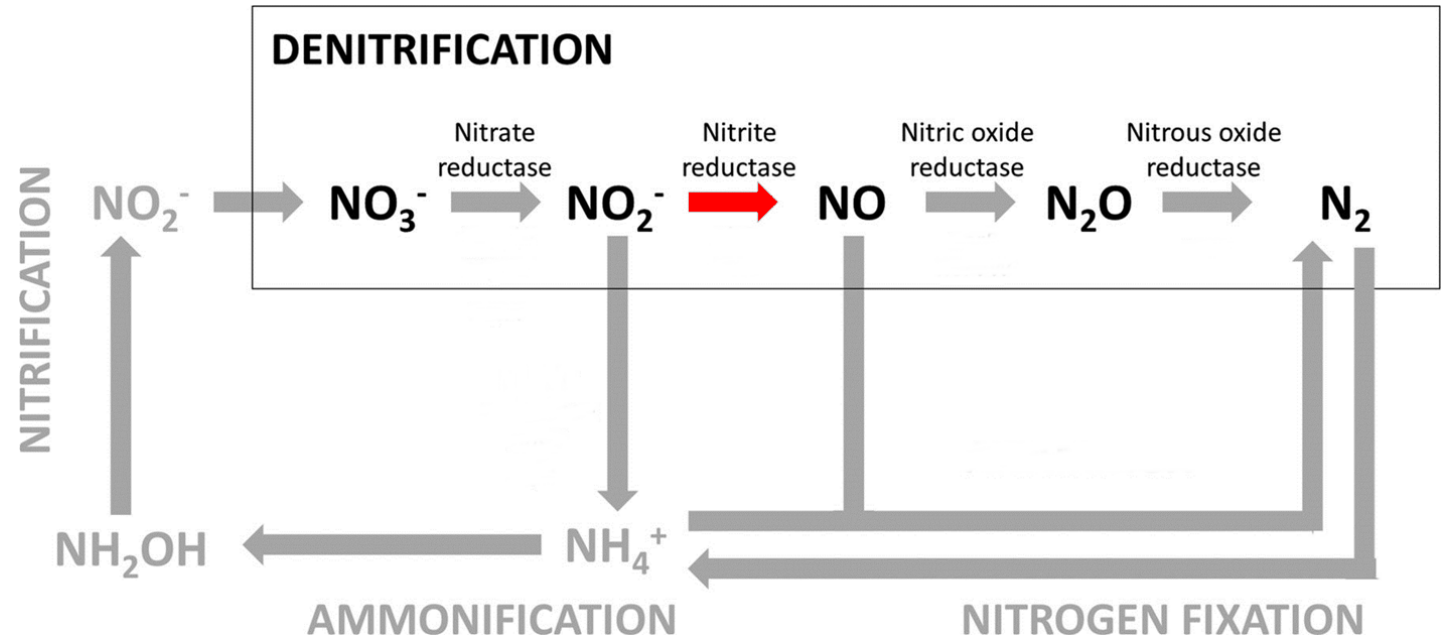 DENITRIFICATION
Nitrate
reductase
Nitrite
reductase
Nitric oxide
reductase
Nitrous oxide
reductase
NITRIFICATION
NO₂⁻
NO₃⁻
NO₂⁻
NO
N₂O
N₂
NH₂OH
NH₄⁺
AMMONIFICATION
NITROGEN FIXATION